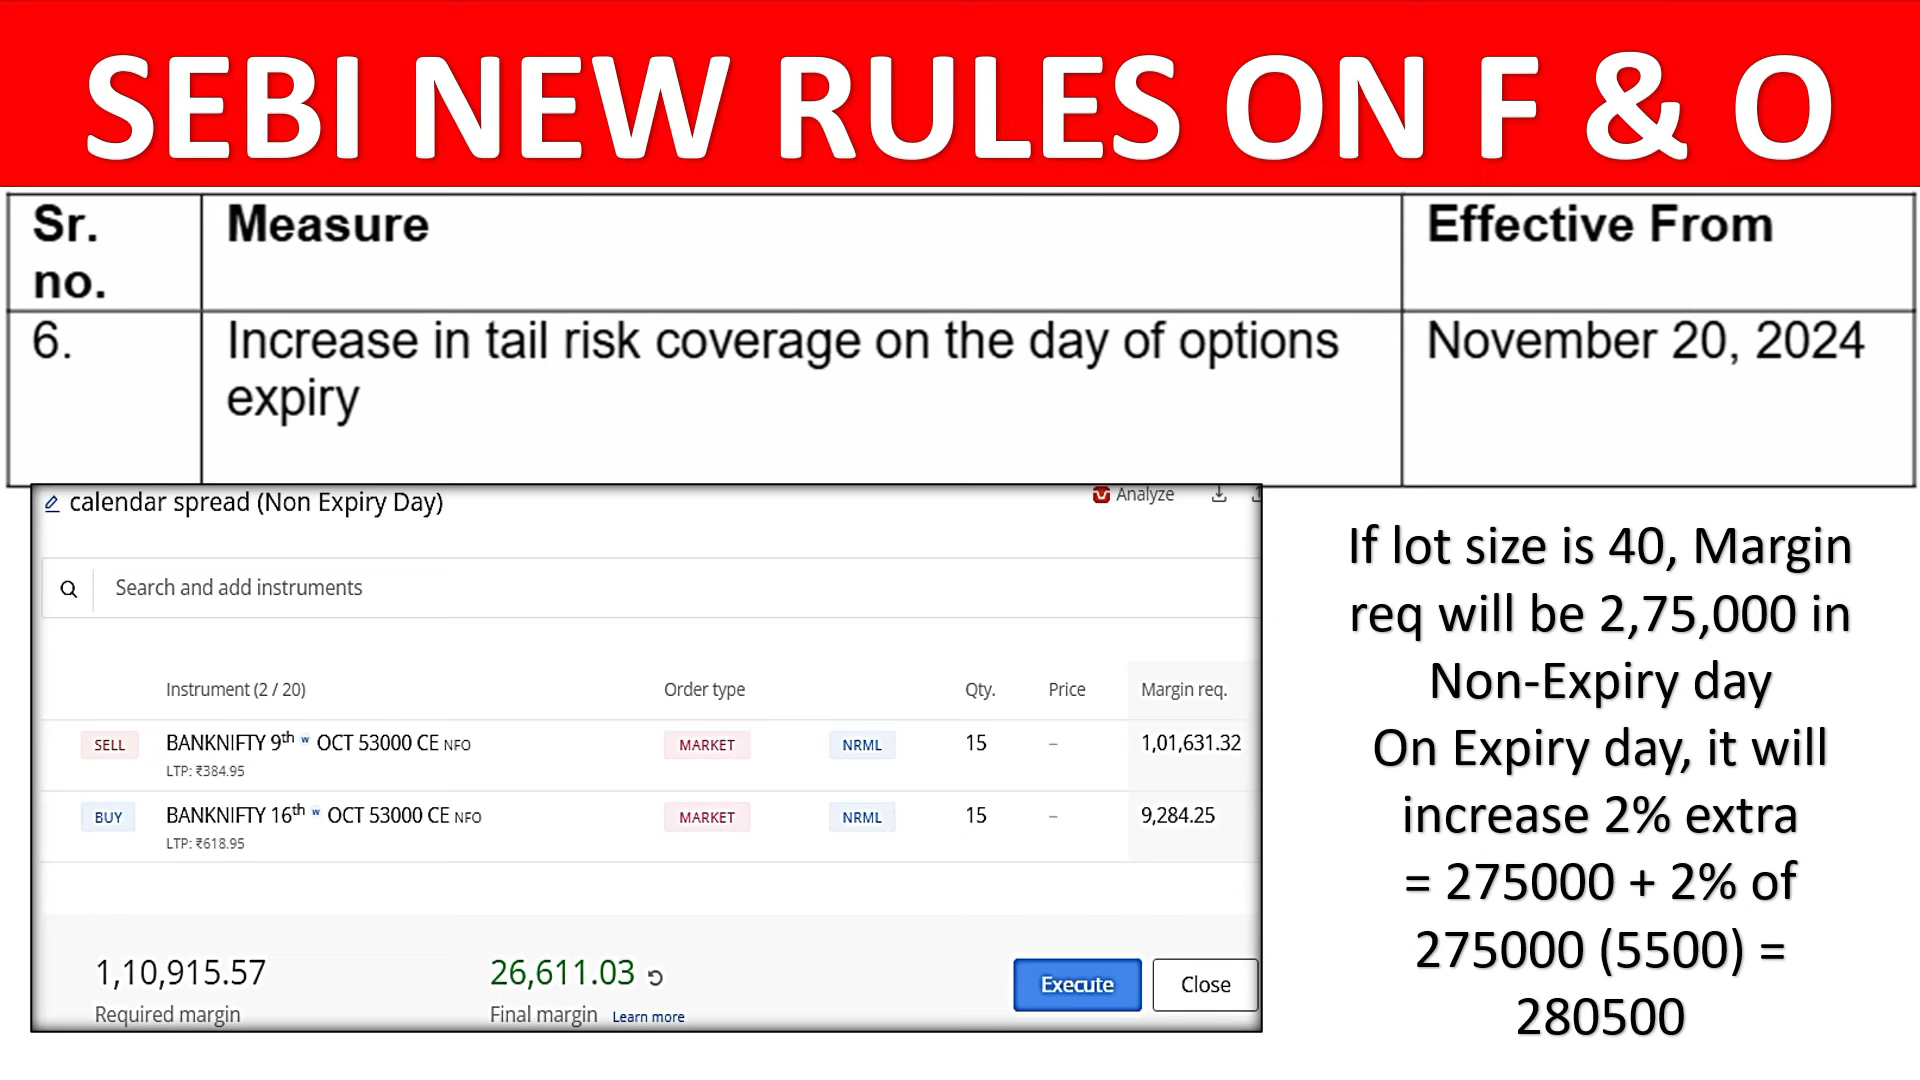 SEBI NEW RULES ON F & O
Sr. no.
Measure
Effective From
6.
Increase in tail risk coverage on the day of options
expiry
November 20, 2024
calendar spread (Non Expiry Day)
Analyze
Search and add instruments
Instrument (2 / 20)
Order type
Qty.
Price
Margin req.
SELL
BANKNIFTY 9th w OCT 53000 CE NFO
MARKET
NRML
15
–
1,01,631.32
LTP: ₹384.95
BUY
BANKNIFTY 16th w OCT 53000 CE NFO
MARKET
NRML
15
–
9,284.25
LTP: ₹618.95
1,10,915.57
Required margin
26,611.03
Final margin Learn more
Execute
Close
If lot size is 40, Margin
req will be 2,75,000 in
Non-Expiry day
On Expiry day, it will
increase 2% extra
= 275000 + 2% of
275000 (5500) =
280500